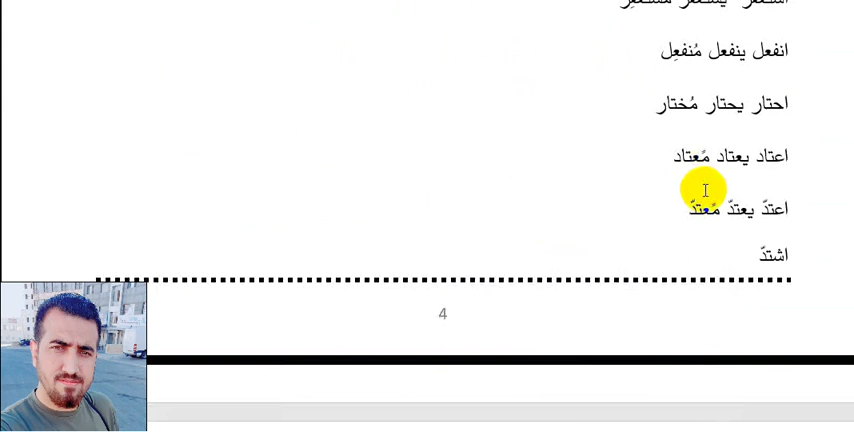 انفعل ينفعل مُنفعِل
احتار يحتار مُختار
اعتاد يعتاد مًعتاد
اعتدّ يعتدّ مًعتدّ
اشتدّ
4